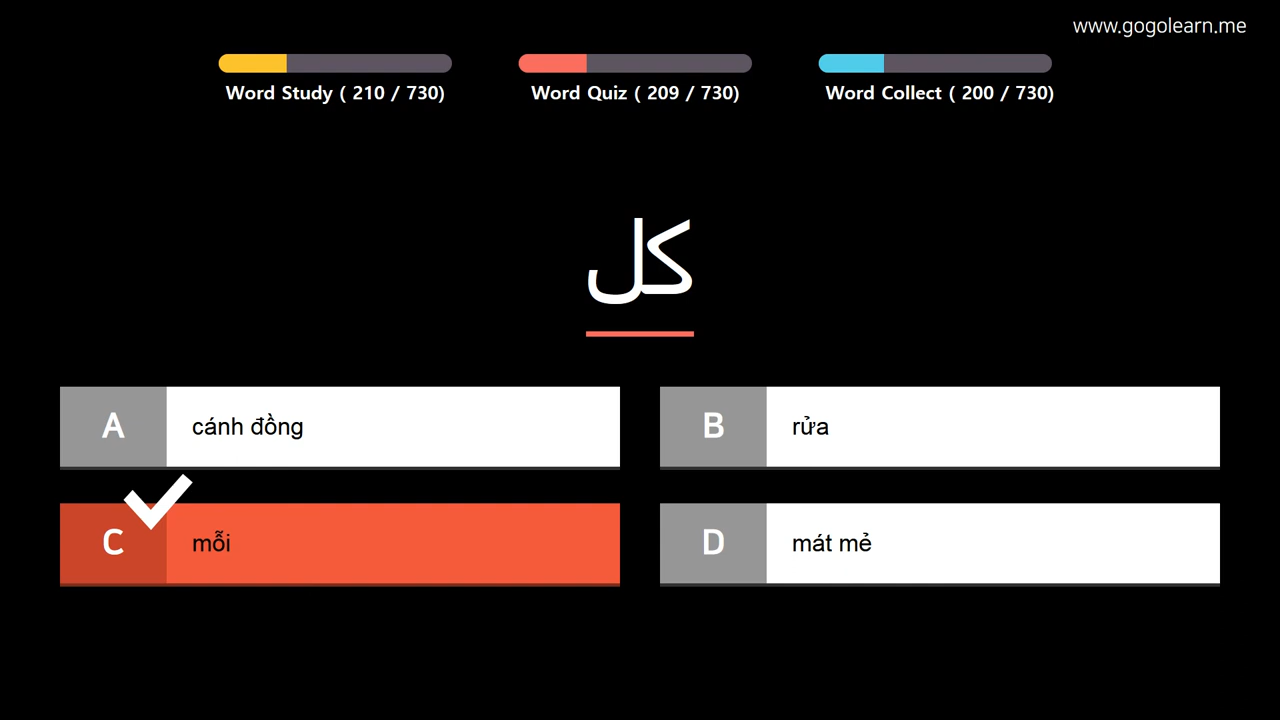 www.gogolearn.me
Word Study ( 210 / 730)
Word Quiz ( 209 / 730)
Word Collect ( 200 / 730)
كل
A
cánh đồng
B
rửa
C
mỗi
D
mát mẻ